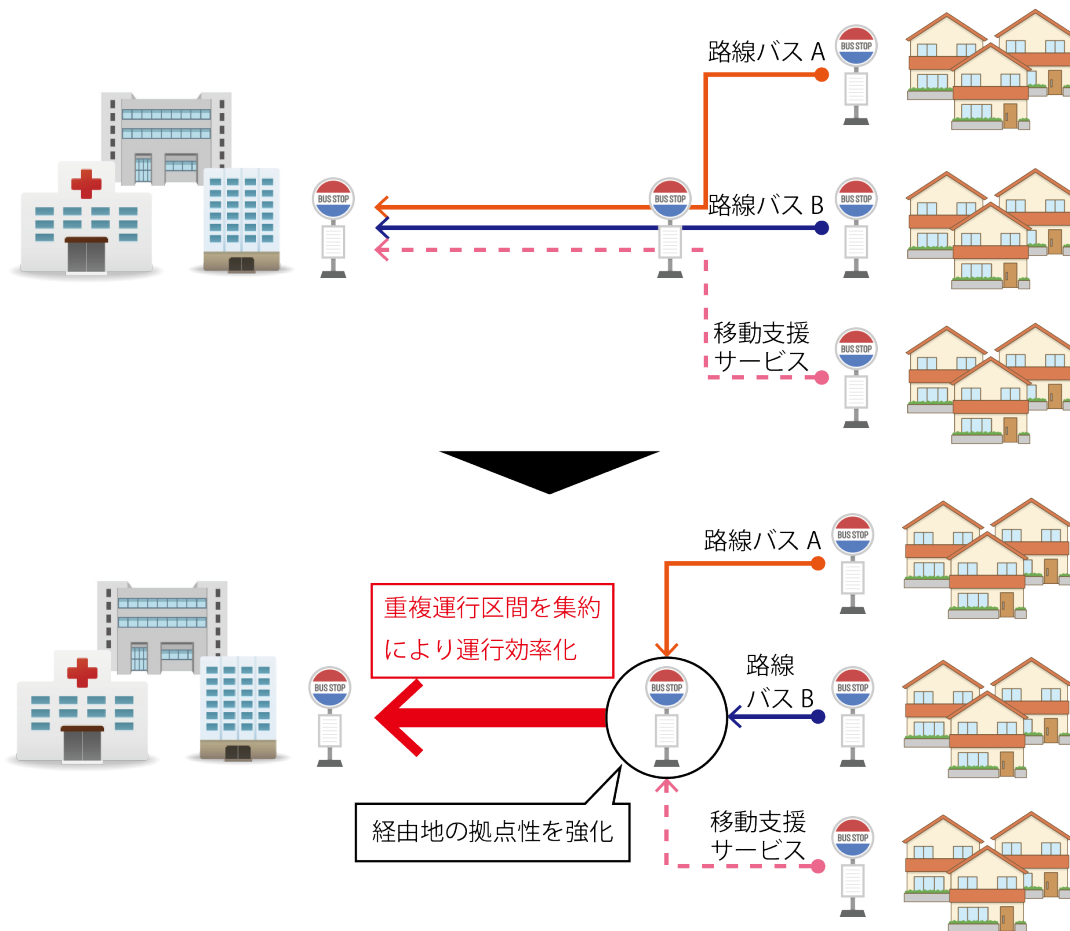 路線バス A
BUS STOP
BUS STOP
BUS STOP
路線バス B
BUS STOP
移動支援
サービス
BUS STOP
路線バス A
BUS STOP
重複運行区間を集約
により運行効率化
路線
バス B
BUS STOP
BUS STOP
BUS STOP
経由地の拠点性を強化
移動支援
サービス
BUS STOP